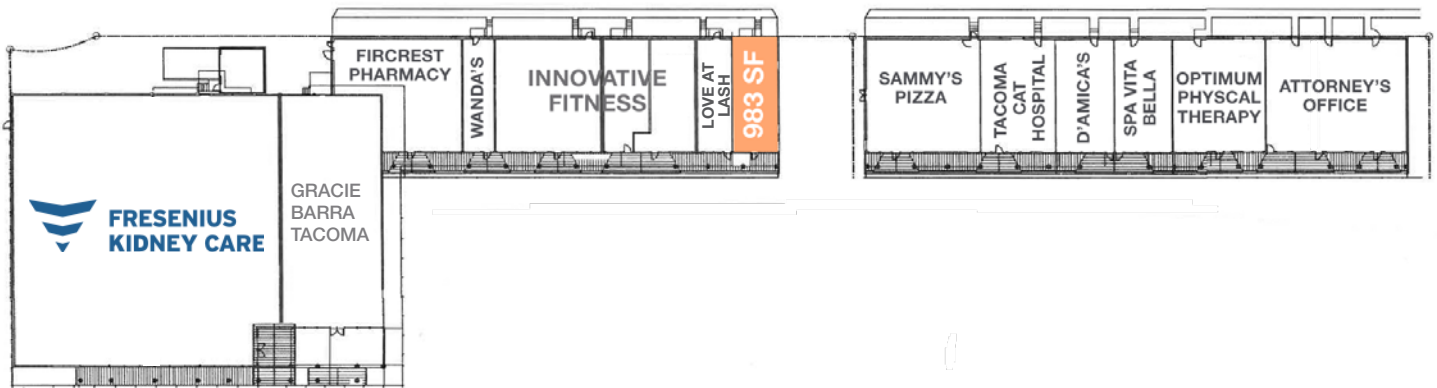 FRESENIUS
KIDNEY CARE
GRACIE
BARRA
TACOMA
FIRCREST
PHARMACY
WANDA'S
INNOVATIVE
FITNESS
LOVE AT
LASH
983 SF
SAMMY'S
PIZZA
TACOMA
CAT
HOSPITAL
D'AMICA'S
SPA VITA
BELLA
OPTIMUM
PHYSCAL
THERAPY
ATTORNEY'S
OFFICE